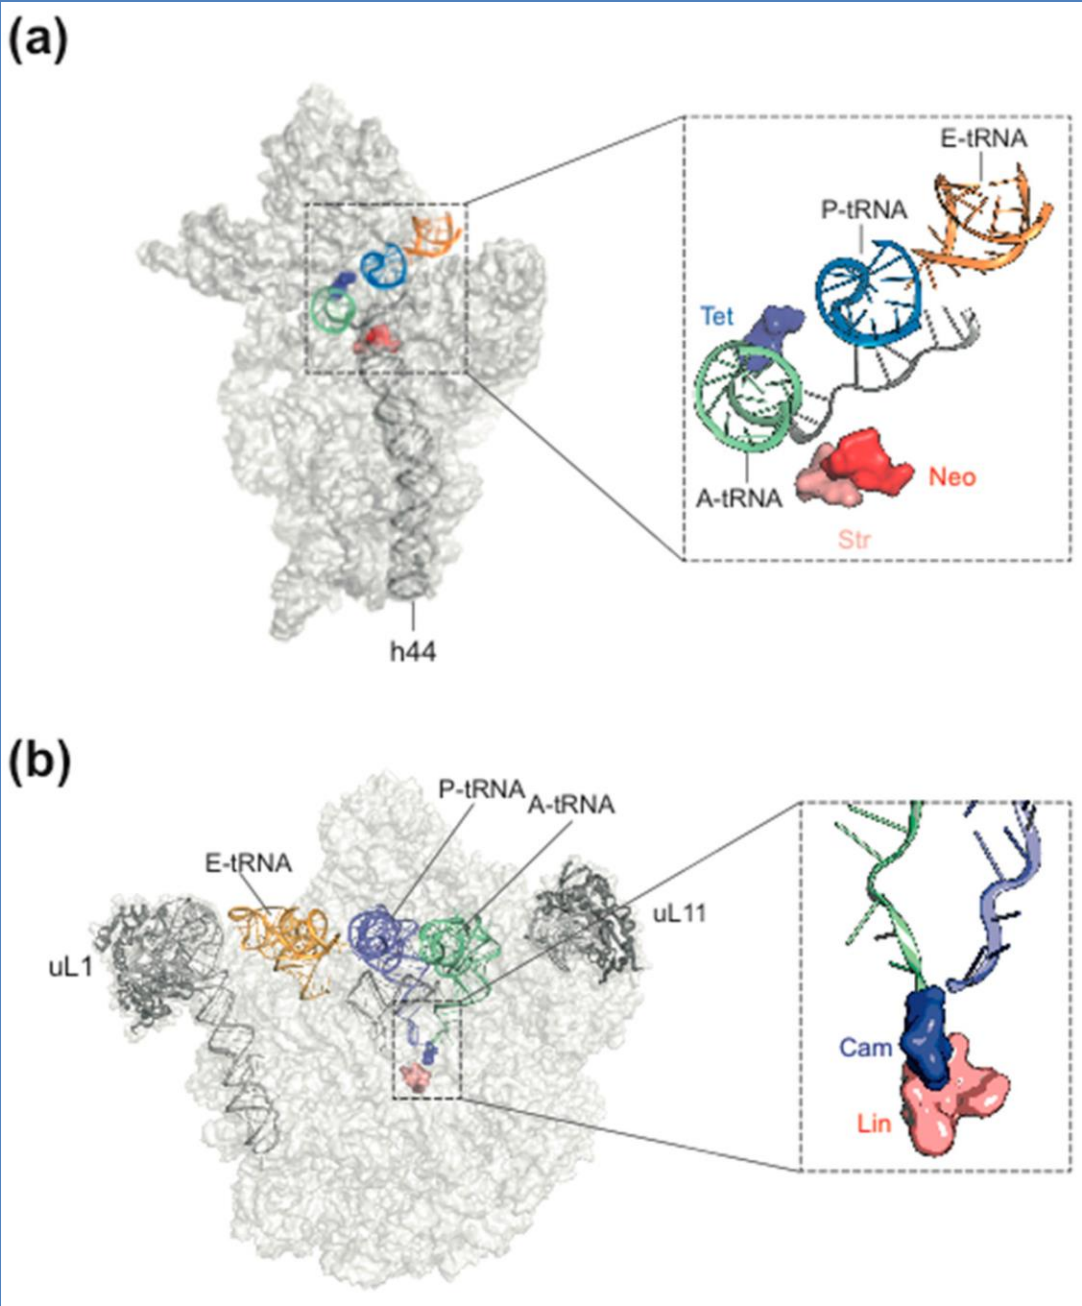 (a)
E-tRNA
P-tRNA
Tet
A-tRNA
Neo
Str
h44
(b)
P-tRNA
A-tRNA
E-tRNA
uL11
uL1
Cam
Lin